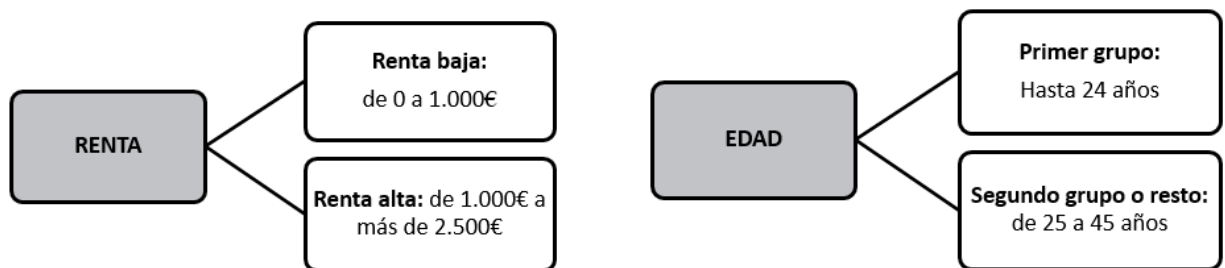 RENTA
Renta baja:
de 0 a 1.000€
Renta alta: de 1.000€ a
más de 2.500€
EDAD
Primer grupo:
Hasta 24 años
Segundo grupo o resto:
de 25 a 45 años